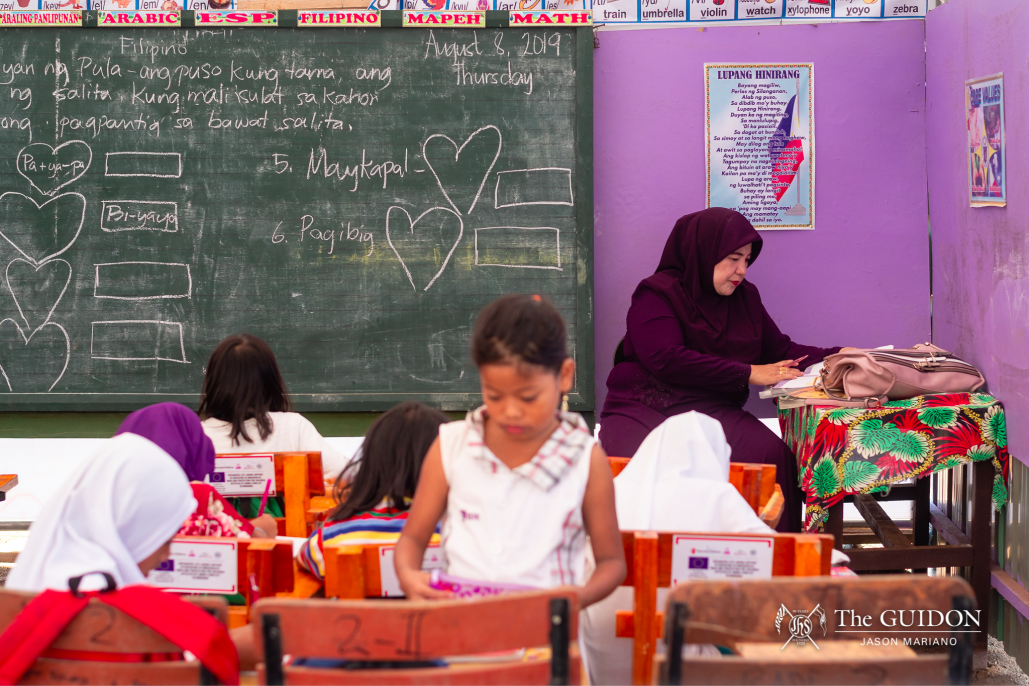 train
umbrella
violin
watch
xylophone
yoyo
zebra
ARALING-PANLIPUNAN
ARABIC
E S P
FILIPINO
MAPEH
MATH
Filipino
August 8, 2019
Thursday
ng Pula-ang puso kung tama, ang
ng salita. kung mali isulat sa kahon
ong pagpantig sa bawat salita.
Pa+ya-pa
Bi-yaya
5. Maykapal -
6. Pagibig
LUPANG HINIRANG
Bayang magiliw,
Perlas ng Silanganan,
Alab ng puso,
Sa dibdib mo'y buhay.
Lupang Hinirang,
Duyan ka ng magiting,
Sa manlulupig,
'Di ka pasisiil.
Sa dagat at bundok,
Sa simoy at sa langit mong bughaw,
May dilag ang tula
At awit sa paglayang minamahal.
Ang kislap ng watawat mo'y
Tagumpay na nagniningning,
Ang bituin at araw niya
Kailan pa ma'y di magdidilim.
Lupa ng araw,
ng luwalhati't pagsinta,
Buhay ay langit
sa piling mo.
Aming ligaya,
na 'pag may mang-aapi
Ang mamatay
ng dahil sa iyo.
VALUES
2
2-II
The GUIDON
JASON MARIANO